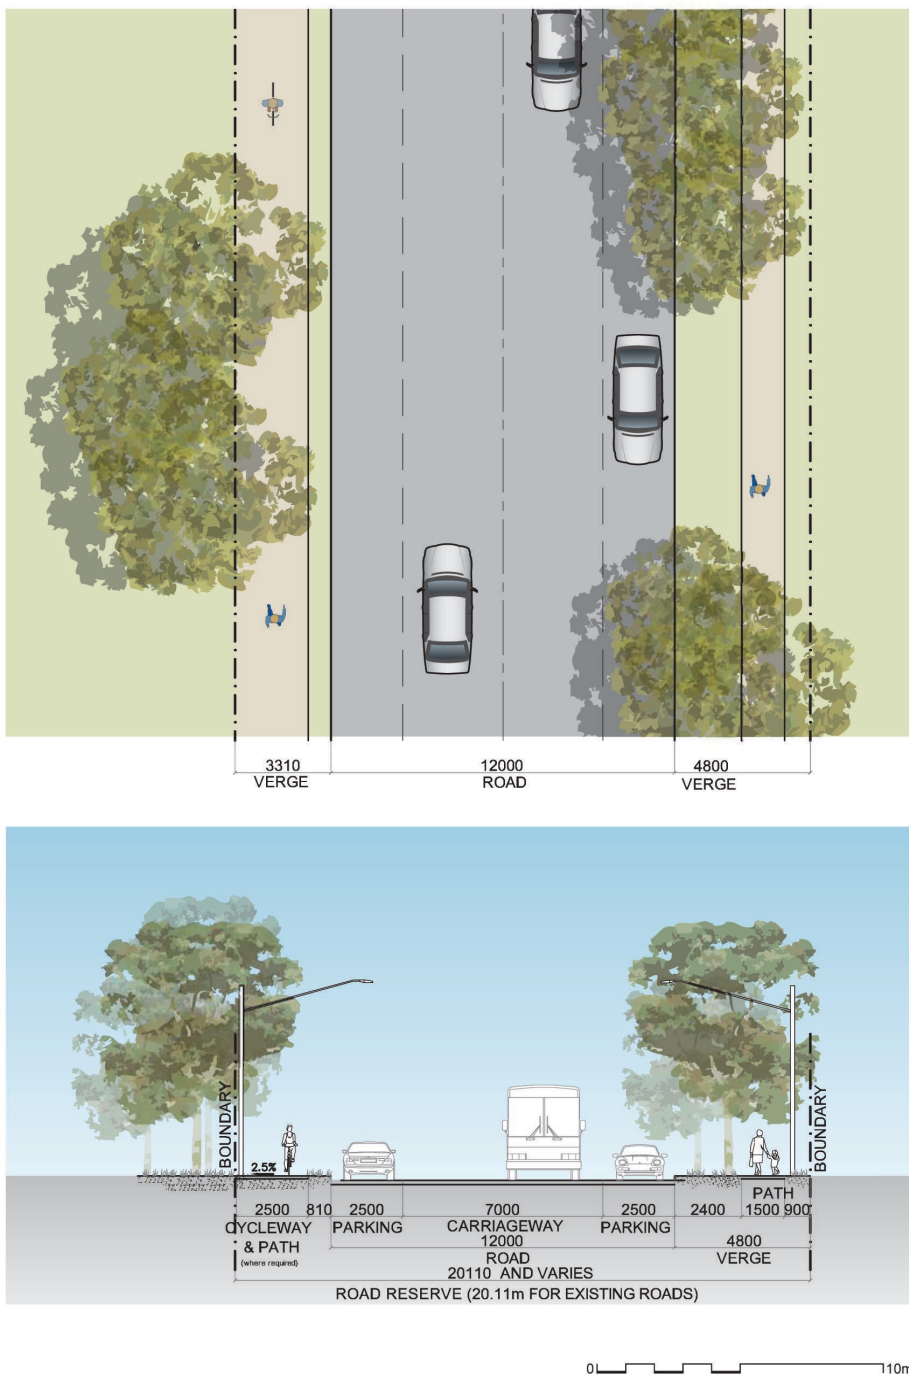 3310
VERGE
12000
ROAD
4800
VERGE
BOUNDARY
BOUNDARY
2.5%
PATH
2500 810 2500 7000 2500 2400 1500 900
CYCLEWAY PARKING CARRIAGEWAY PARKING
& PATH
(where required)
12000
ROAD
4800
VERGE
20110 AND VARIES
ROAD RESERVE (20.11m FOR EXISTING ROADS)
0 10m